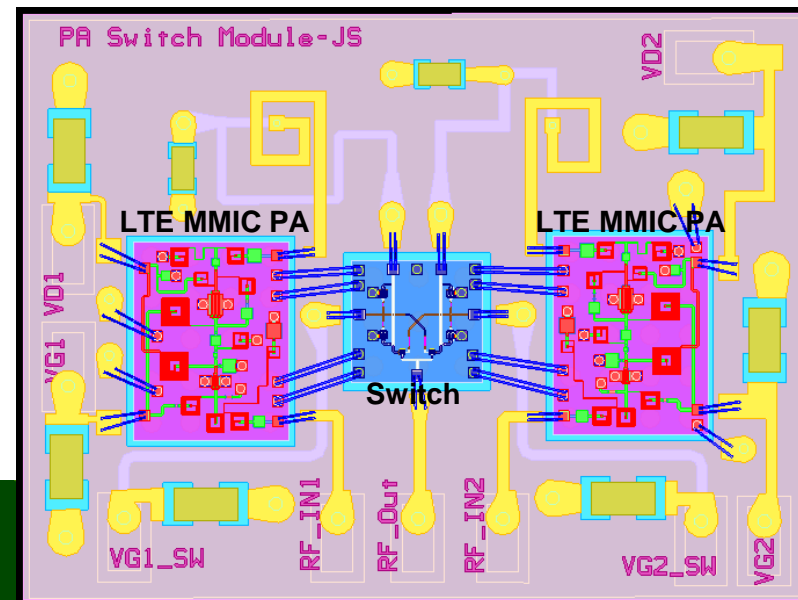 PA Switch Module-JS
VD2
LTE MMIC PA
LTE MMIC PA
VD1
VG1
Switch
RF_IN1
RF_Out
RF_IN2
VG1_SW
VG2_SW
VG2